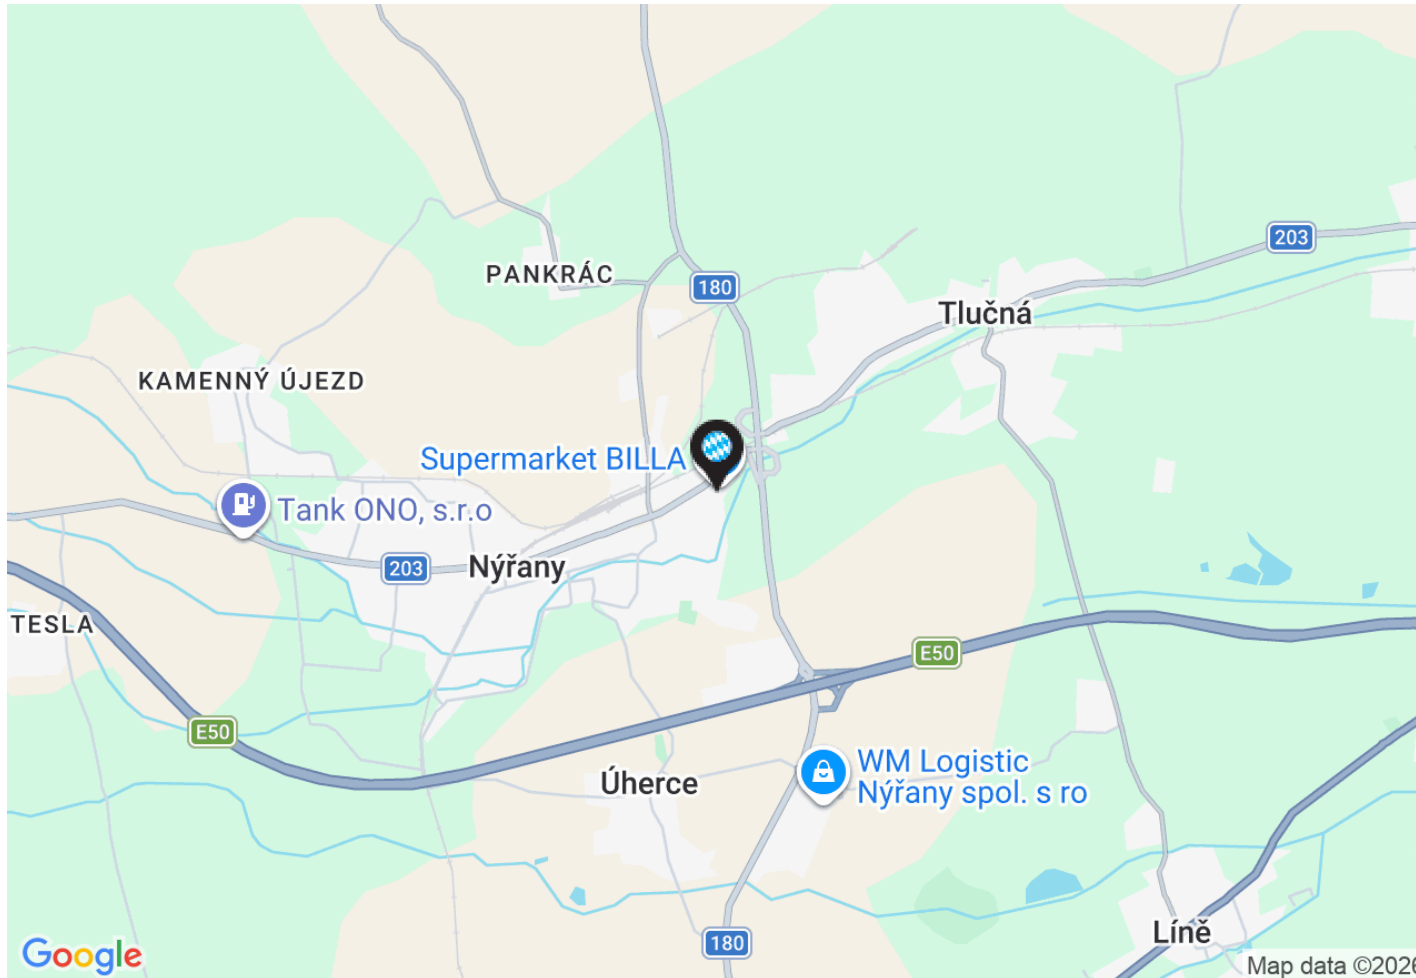 203
PANKRÁC
180
Tlučná
KAMENNÝ ÚJEZD
Supermarket BILLA
Tank ONO, s.r.o
203
Nýřany
TESLA
E50
E50
WM Logistic
Nýřany spol. s ro
Úherce
Líně
180
Google
Map data ©2026